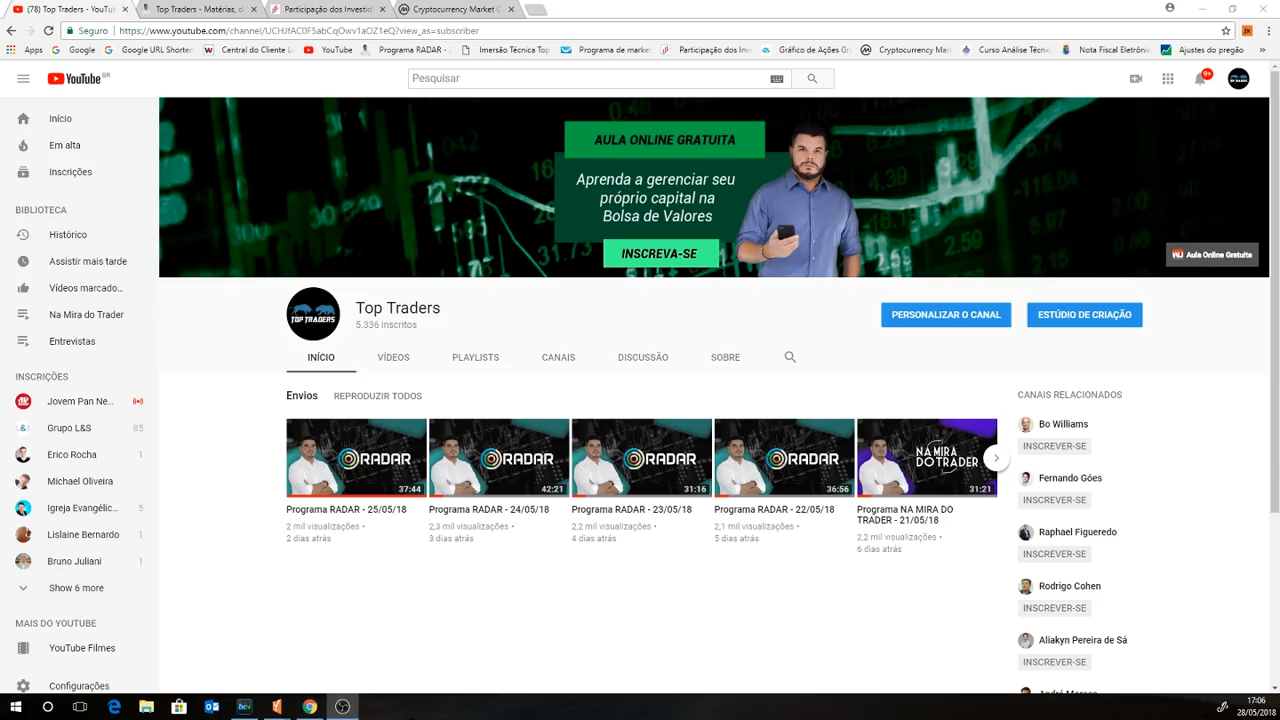 (78) Top Traders - YouTu
Top Traders - Matérias, d
Participação dos Investid
Cryptocurrency Market C
Seguro
https://www.youtube.com/channel/UCHJfAC0F5abCqOwv1aOZ1eQ?view_as=subscriber
Apps
Google
Google URL Shorten
Central do Cliente L
YouTube
Programa RADAR -
Imersão Técnica Top
Programa de market
Participação dos Inve
Gráfico de Ações Gr
Cryptocurrency Mar
Curso Análise Técnic
Nota Fiscal Eletrôni
Ajustes do pregão
YouTube BR
Pesquisar
9+
Início
Em alta
Inscrições
BIBLIOTECA
Histórico
Assistir mais tarde
Vídeos marcado...
Na Mira do Trader
Entrevistas
INSCRIÇÕES
Jovem Pan Ne...
Grupo L&S 85
Erico Rocha 1
Michael Oliveira
Igreja Evangélic... 5
Lislaine Bernardo
Bruno Juliani 1
Show 6 more
MAIS DO YOUTUBE
YouTube Filmes
Configurações
AULA ONLINE GRATUITA
Aprenda a gerenciar seu
próprio capital na
Bolsa de Valores
INSCREVA-SE
Aula Online Gratuita
TOP TRADERS
Top Traders
5.336 inscritos
PERSONALIZAR O CANAL
ESTÚDIO DE CRIAÇÃO
INÍCIO VÍDEOS PLAYLISTS CANAIS DISCUSSÃO SOBRE
Envios REPRODUZIR TODOS
RADAR
37:44
Programa RADAR - 25/05/18
2 mil visualizações •
2 dias atrás
RADAR
42:21
Programa RADAR - 24/05/18
2,3 mil visualizações •
3 dias atrás
RADAR
31:16
Programa RADAR - 23/05/18
2,2 mil visualizações •
4 dias atrás
RADAR
36:56
Programa RADAR - 22/05/18
2,1 mil visualizações •
5 dias atrás
NA MIRA
DO TRADER
31:21
Programa NA MIRA DO
TRADER - 21/05/18
2,2 mil visualizações •
6 dias atrás
CANAIS RELACIONADOS
Bo Williams
INSCREVER-SE
Fernando Góes
INSCREVER-SE
Raphael Figueredo
INSCREVER-SE
Rodrigo Cohen
INSCREVER-SE
Aliakyn Pereira de Sá
INSCREVER-SE
17:06
28/05/2018